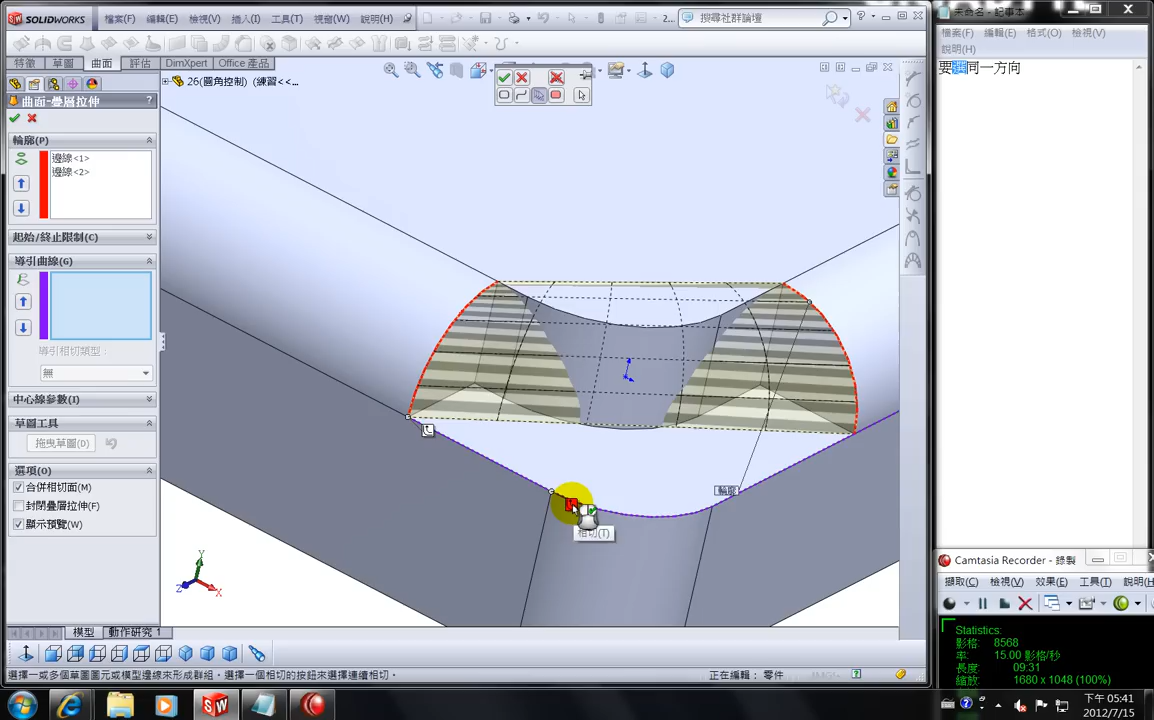 SOLIDWORKS 檔案(F) 編輯(E) 檢視(V) 插入(I) 工具(T) 視窗(W) 說明(H) 2... 搜尋社群論壇
未命名 - 記事本
檔案(F) 編輯(E) 格式(O) 檢視(V)
說明(H)
要選同一方向
特徵 草圖 曲面 評估 DimXpert Office 產品
26(圓角控制) (練習<<...
曲面-疊層拉伸 ?
輪廓(P)
邊線<1>
邊線<2>
起始/終止限制(C)
導引曲線(G)
導引相切類型:
無
中心線參數(I)
草圖工具
拖曳草圖(D)
選項(O)
合併相切面(M)
封閉疊層拉伸(F)
顯示預覽(W)
輪廓
相切(T)
Y
Z
X
模型 動作研究 1
選擇一或多個草圖圖元或模型邊線來形成群組。選擇一個相切的按鈕來選擇連續相切。
正在編輯: 零件
Camtasia Recorder - 錄製
擷取(C) 檢視(V) 效果(E) 工具(T) 說明(H)
Statistics:
影格: 8568
率: 15.00 影格/秒
長度: 09:31
縮放: 1680 x 1048 (100%)
下午 05:41
2012/7/15